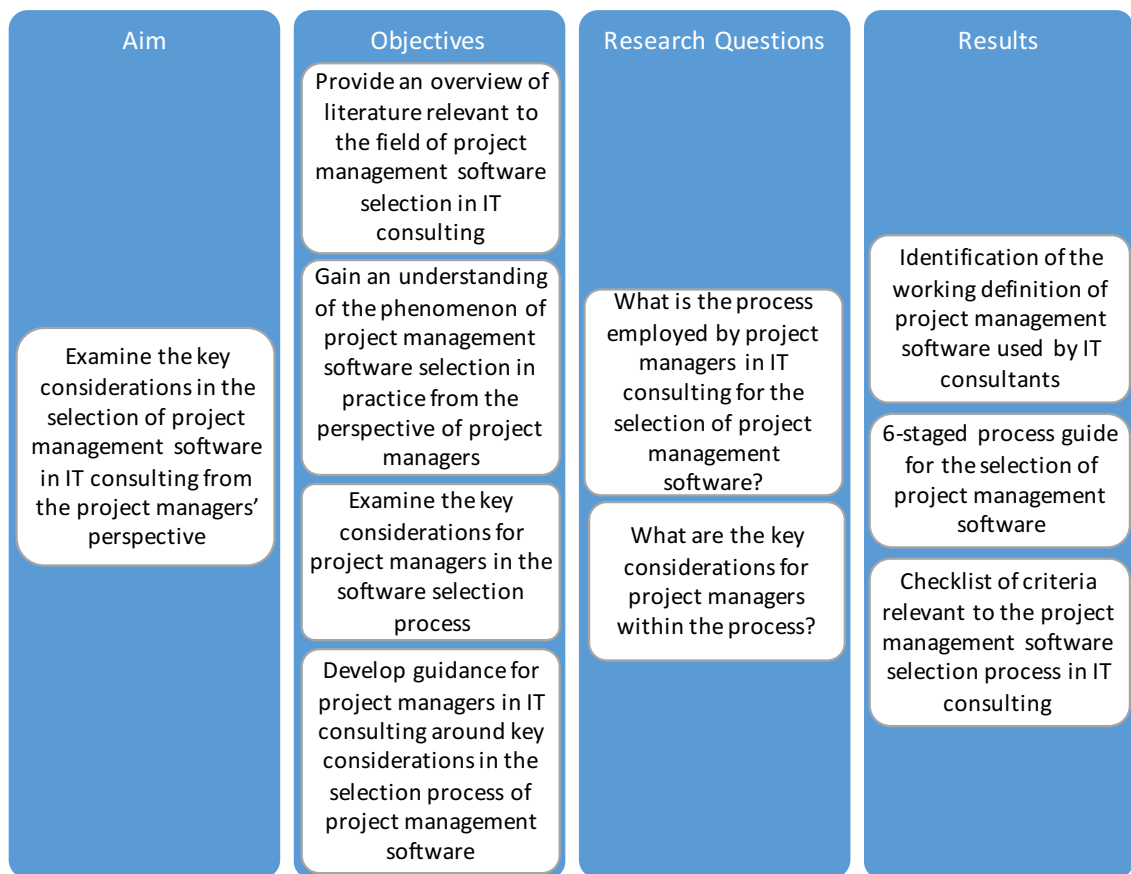 Aim
Examine the key
considerations in the
selection of project
management software
in IT consulting from
the project managers’
perspective
Objectives
Provide an overview of
literature relevant to
the field of project
management software
selection in IT
consulting
Gain an understanding
of the phenomenon of
project management
software selection in
practice from the
perspective of project
managers
Examine the key
considerations for
project managers in the
software selection
process
Develop guidance for
project managers in IT
consulting around key
considerations in the
selection process of
project management
software
Research Questions
What is the process
employed by project
managers in IT
consulting for the
selection of project
management
software?
What are the key
considerations for
project managers
within the process?
Results
Identification of the
working definition of
project management
software used by IT
consultants
6-staged process guide
for the selection of
project management
software
Checklist of criteria
relevant to the project
management software
selection process in IT
consulting